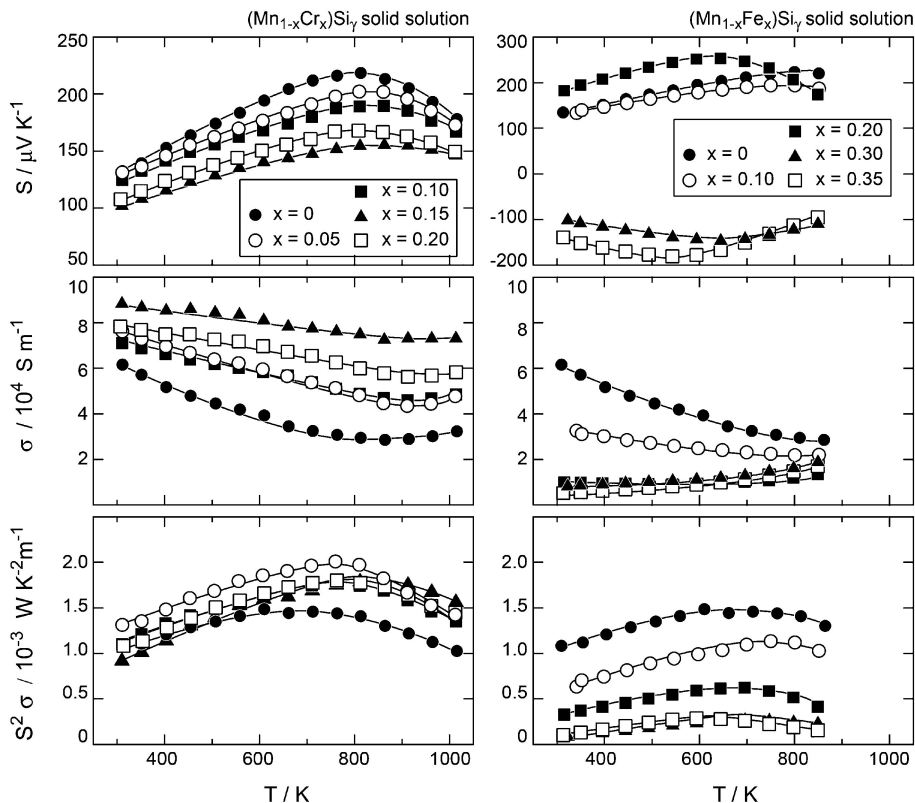 (Mn1-xCrx)Siγ solid solution
(Mn1-xFex)Siγ solid solution
S / μV K-1
250
200
150
100
50
x = 0
x = 0.05
x = 0.10
x = 0.15
x = 0.20
300
200
100
0
-100
-200
x = 0
x = 0.10
x = 0.20
x = 0.30
x = 0.35
σ / 10^4 S m-1
10
8
6
4
2
10
8
6
4
2
S2 σ / 10-3 W K-2m-1
2.0
1.5
1.0
0.5
0
2.0
1.5
1.0
0.5
0
400 600 800 1000
400 600 800 1000
T / K
T / K